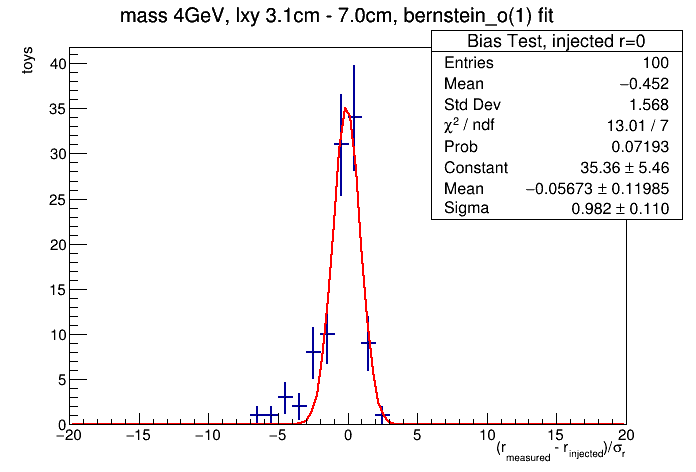 mass 4GeV, lxy 3.1cm - 7.0cm, bernstein_o(1) fit
toys
Bias Test, injected r=0
Entries 100
Mean −0.452
Std Dev 1.568
χ² / ndf 13.01 / 7
Prob 0.07193
Constant 35.36 ± 5.46
Mean −0.05673 ± 0.11985
Sigma 0.982 ± 0.110
40
35
30
25
20
15
10
5
0
−20 −15 −10 −5 0 5 10 15 20
(r_measured - r_injected)/σ_r